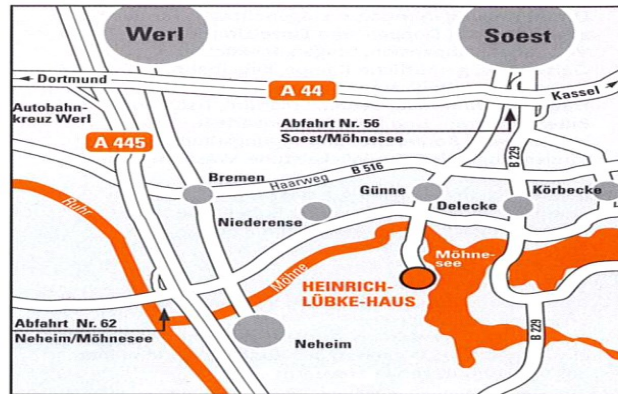 Werl
Soest
Dortmund
A 44
Kassel
Autobahn-
kreuz Werl
Abfahrt Nr. 56
Soest/Möhnesee
A 445
B 229
Bremen
Haarweg
B 516
Günne
Körbecke
Delecke
Niederense
Ruhr
Möhne
Möhne-
see
HEINRICH-
LÜBKE-HAUS
Abfahrt Nr. 62
Neheim/Möhnesee
Neheim
B 229